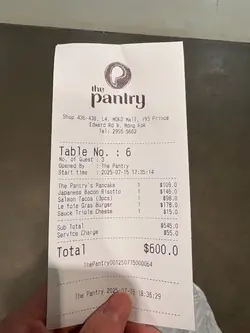 the
pantry
Shop 436-438, L4, MOKO Mall, 193 Prince
Edward Rd W, Mong Kok
Tel: 2955 5662
Table No. : 6
No. of Guest : 3
Opened By : The Pantry
Start time : 2025-07-15 17:35:14
The Pantry's Pancake 1 $108.0
Japanese Bacon Risotto 1 $148.0
Salmon Tacos (3pcs) 1 $96.0
Le foie Gras Burger 1 $178.0
Sauce Triple Cheese 1 $15.0
Sub Total $545.0
Service Charge $55.0
Total $600.0
ThePantry001250715000064
The Pantry 2025-07-15 18:36:29